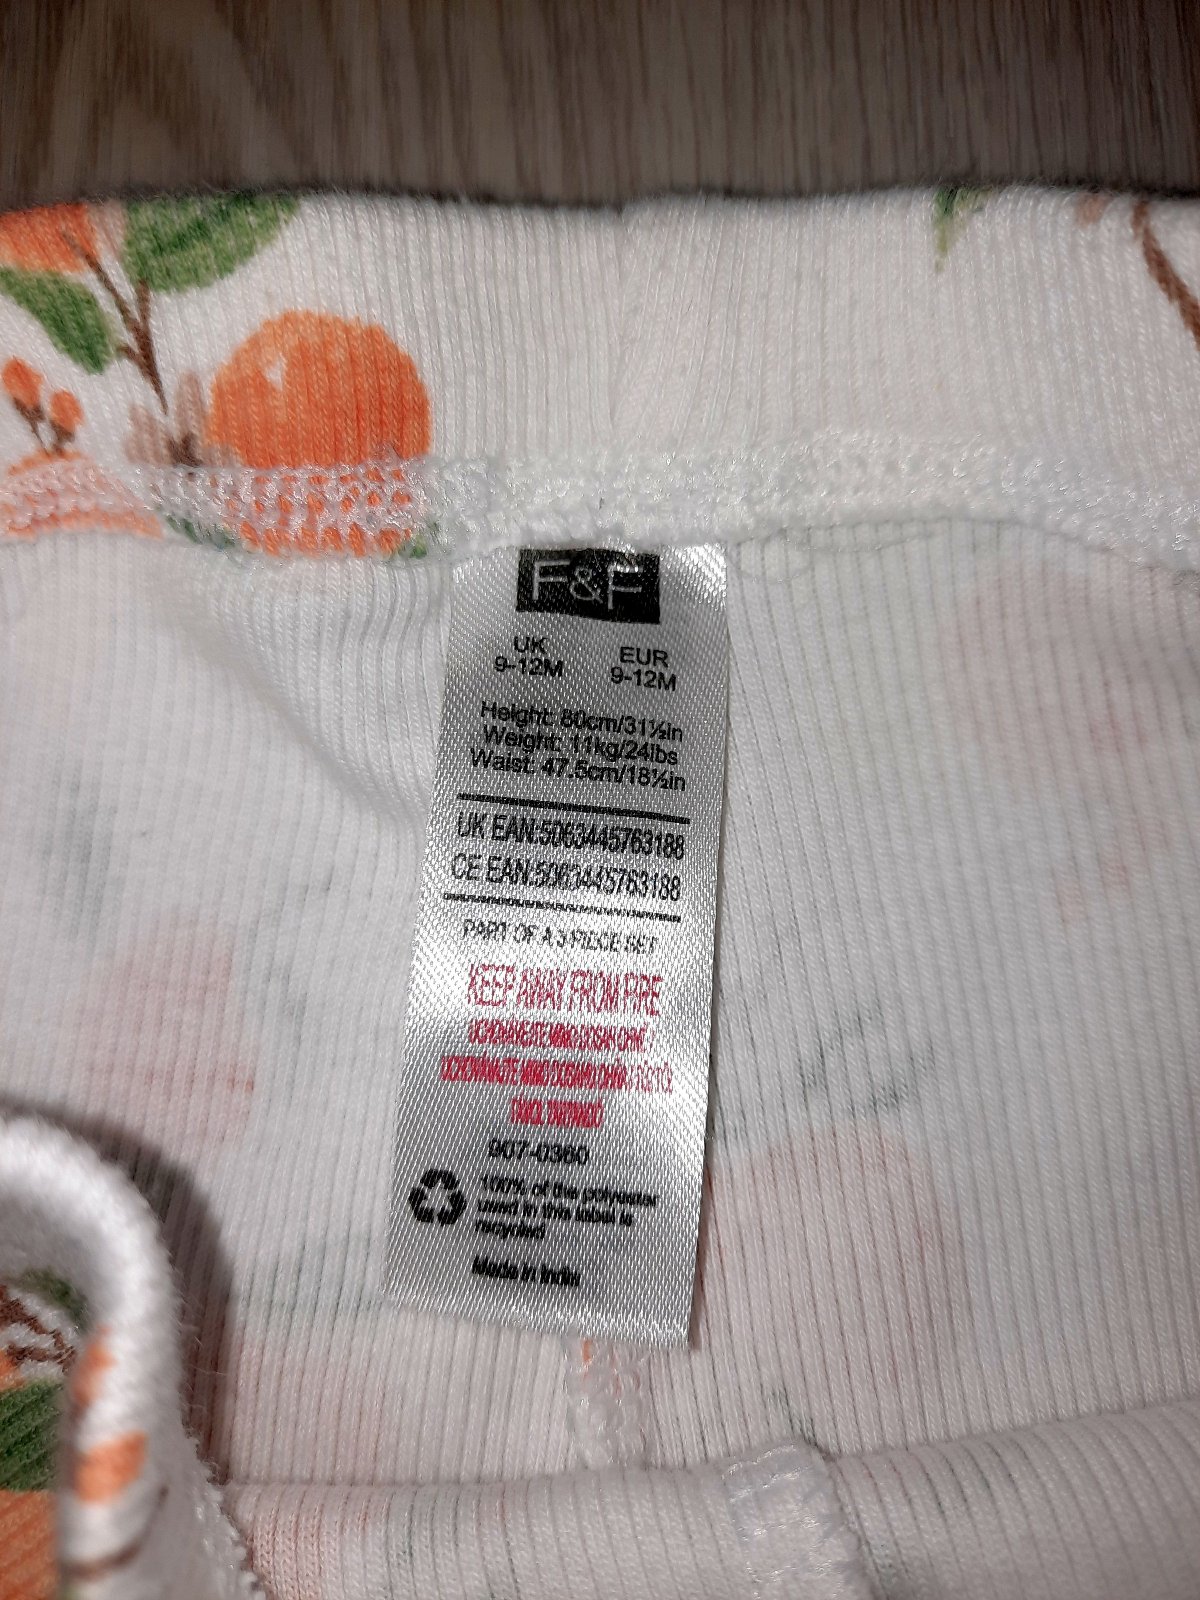 F&F
UK EUR
9-12M 9-12M
Height: 80cm/31½in
Weight: 11kg/24lbs
Waist: 47.5cm/18½in
UK EAN:5063445763188
CE EAN:5063445763188
PART OF A 3 PIECE SET
KEEP AWAY FROM FIRE
TARTANDÓ
907-0360
100% of the polyester
used in this label is
recycled
Made in India